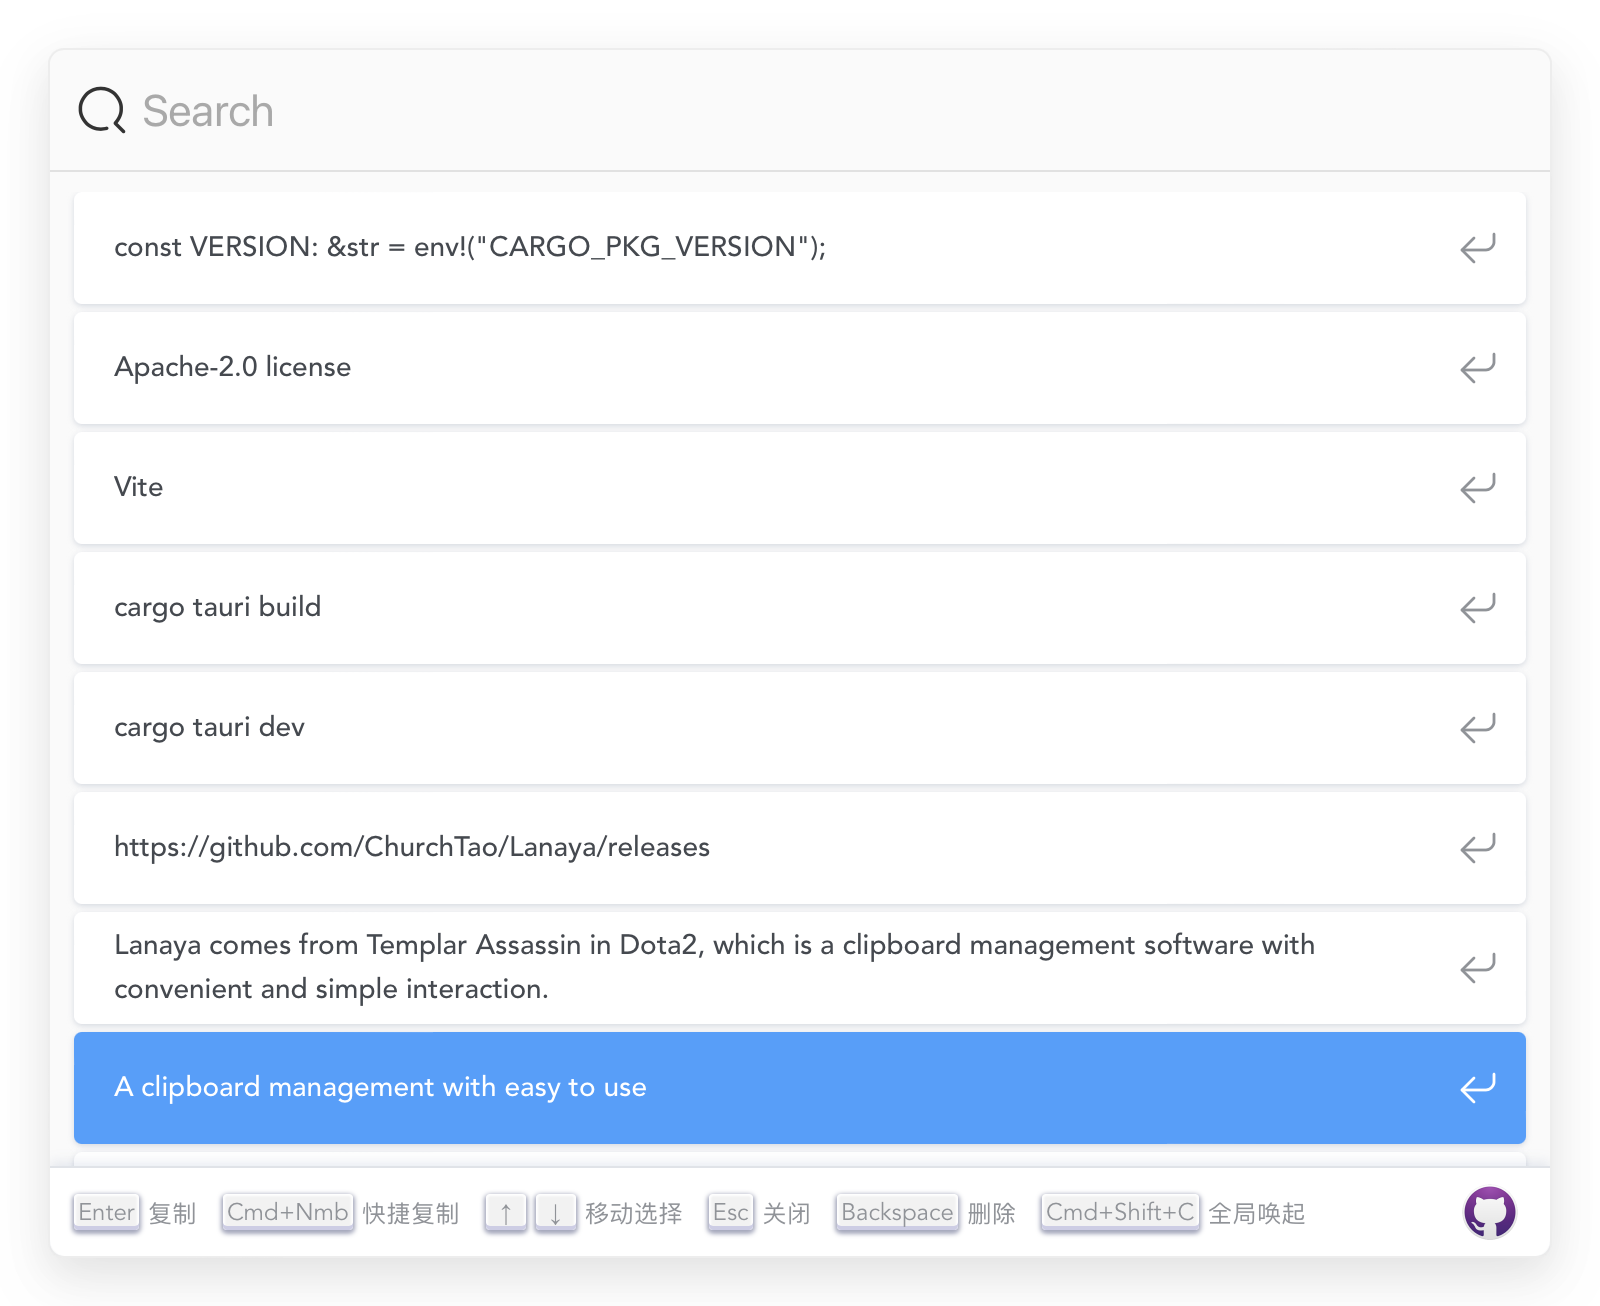 Search
const VERSION: &str = env!("CARGO_PKG_VERSION");
Apache-2.0 license
Vite
cargo tauri build
cargo tauri dev
https://github.com/ChurchTao/Lanaya/releases
Lanaya comes from Templar Assassin in Dota2, which is a clipboard management software with
convenient and simple interaction.
A clipboard management with easy to use
Enter 复制 Cmd+Nmb 快捷复制 ↑ ↓ 移动选择 Esc 关闭 Backspace 删除 Cmd+Shift+C 全局唤起